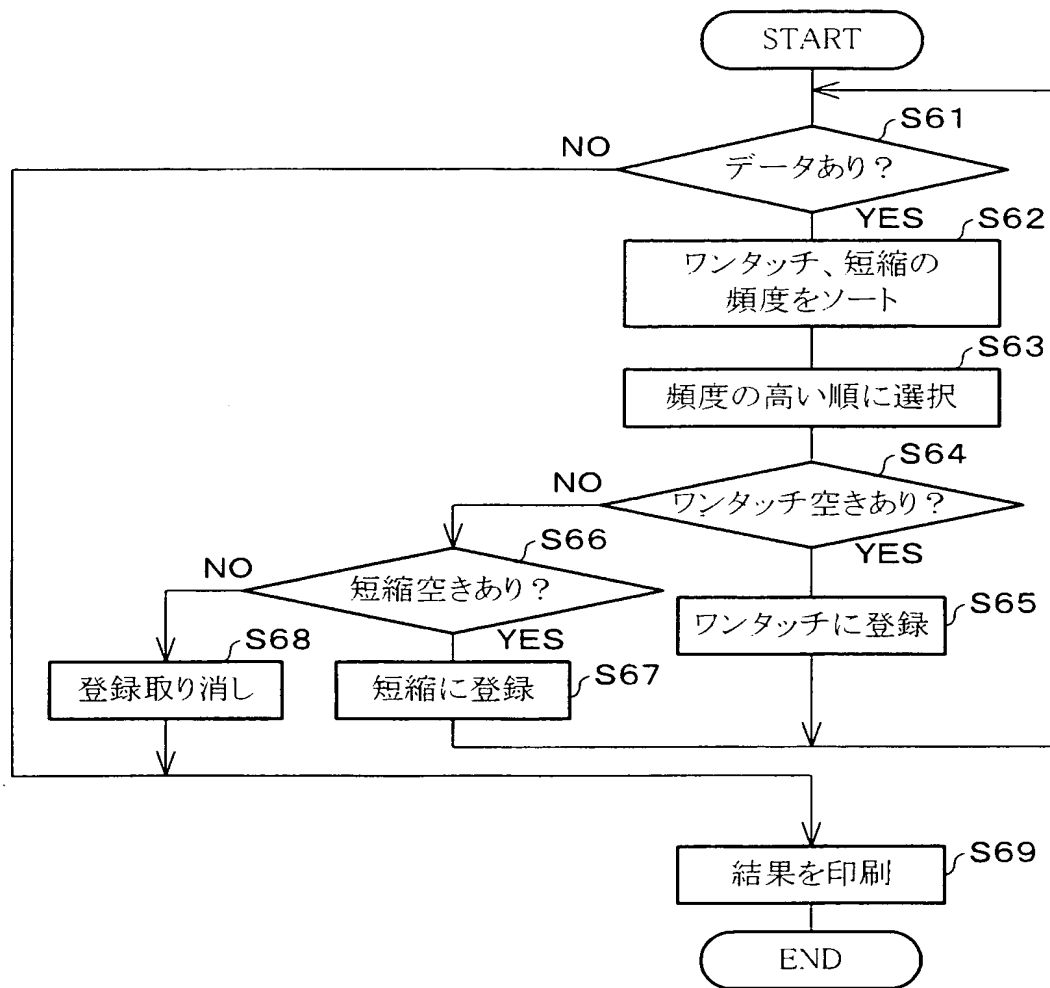 START
S61
NO
データあり?
YES
S62
ワンタッチ、短縮の
頻度をソート
S63
頻度の高い順に選択
S64
NO
ワンタッチ空きあり?
YES
S66
NO
短縮空きあり?
YES
S65
ワンタッチに登録
S68
登録取り消し
S67
短縮に登録
S69
結果を印刷
END